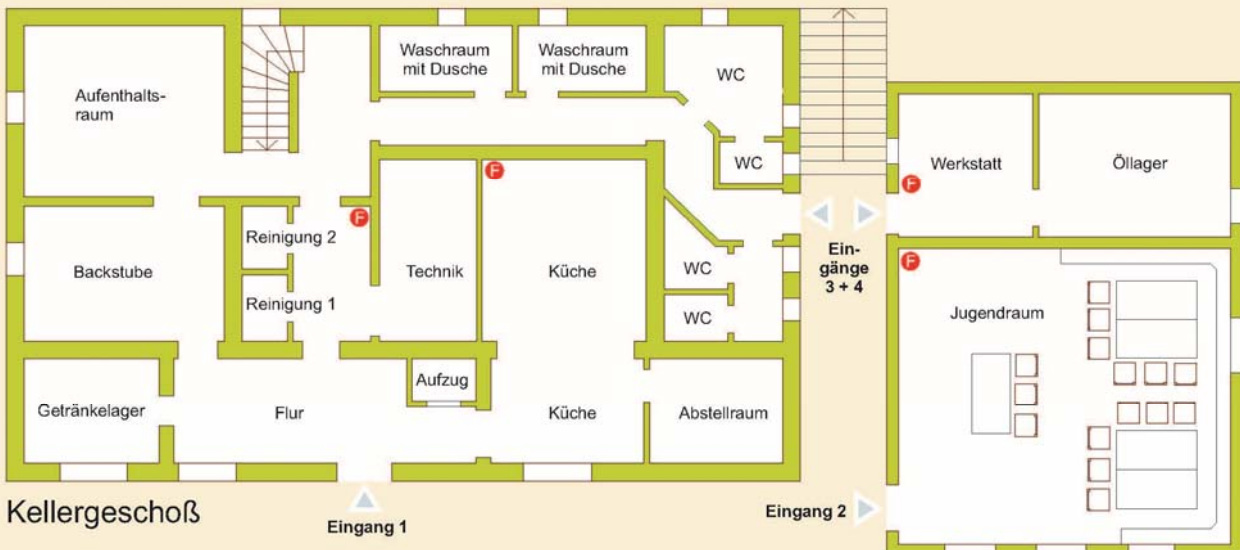 Waschraum
mit Dusche
Waschraum
mit Dusche
WC
Aufenthalts-
raum
WC
Werkstatt
Öllager
F
F
F
Reinigung 2
Backstube
Technik
Küche
WC
Ein-
gänge
3 + 4
F
Reinigung 1
WC
Jugendraum
Aufzug
Getränkelager
Flur
Küche
Abstellraum
Kellergeschoß
Eingang 1
Eingang 2